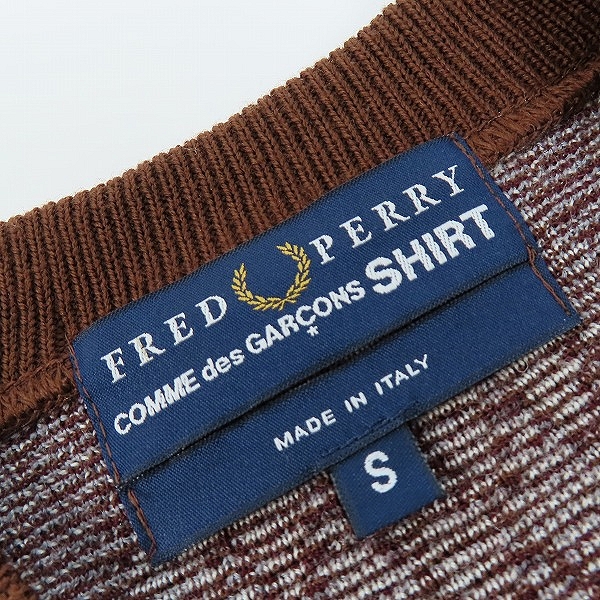 FRED PERRY
COMME des GARÇONS SHIRT
*
MADE IN ITALY
S